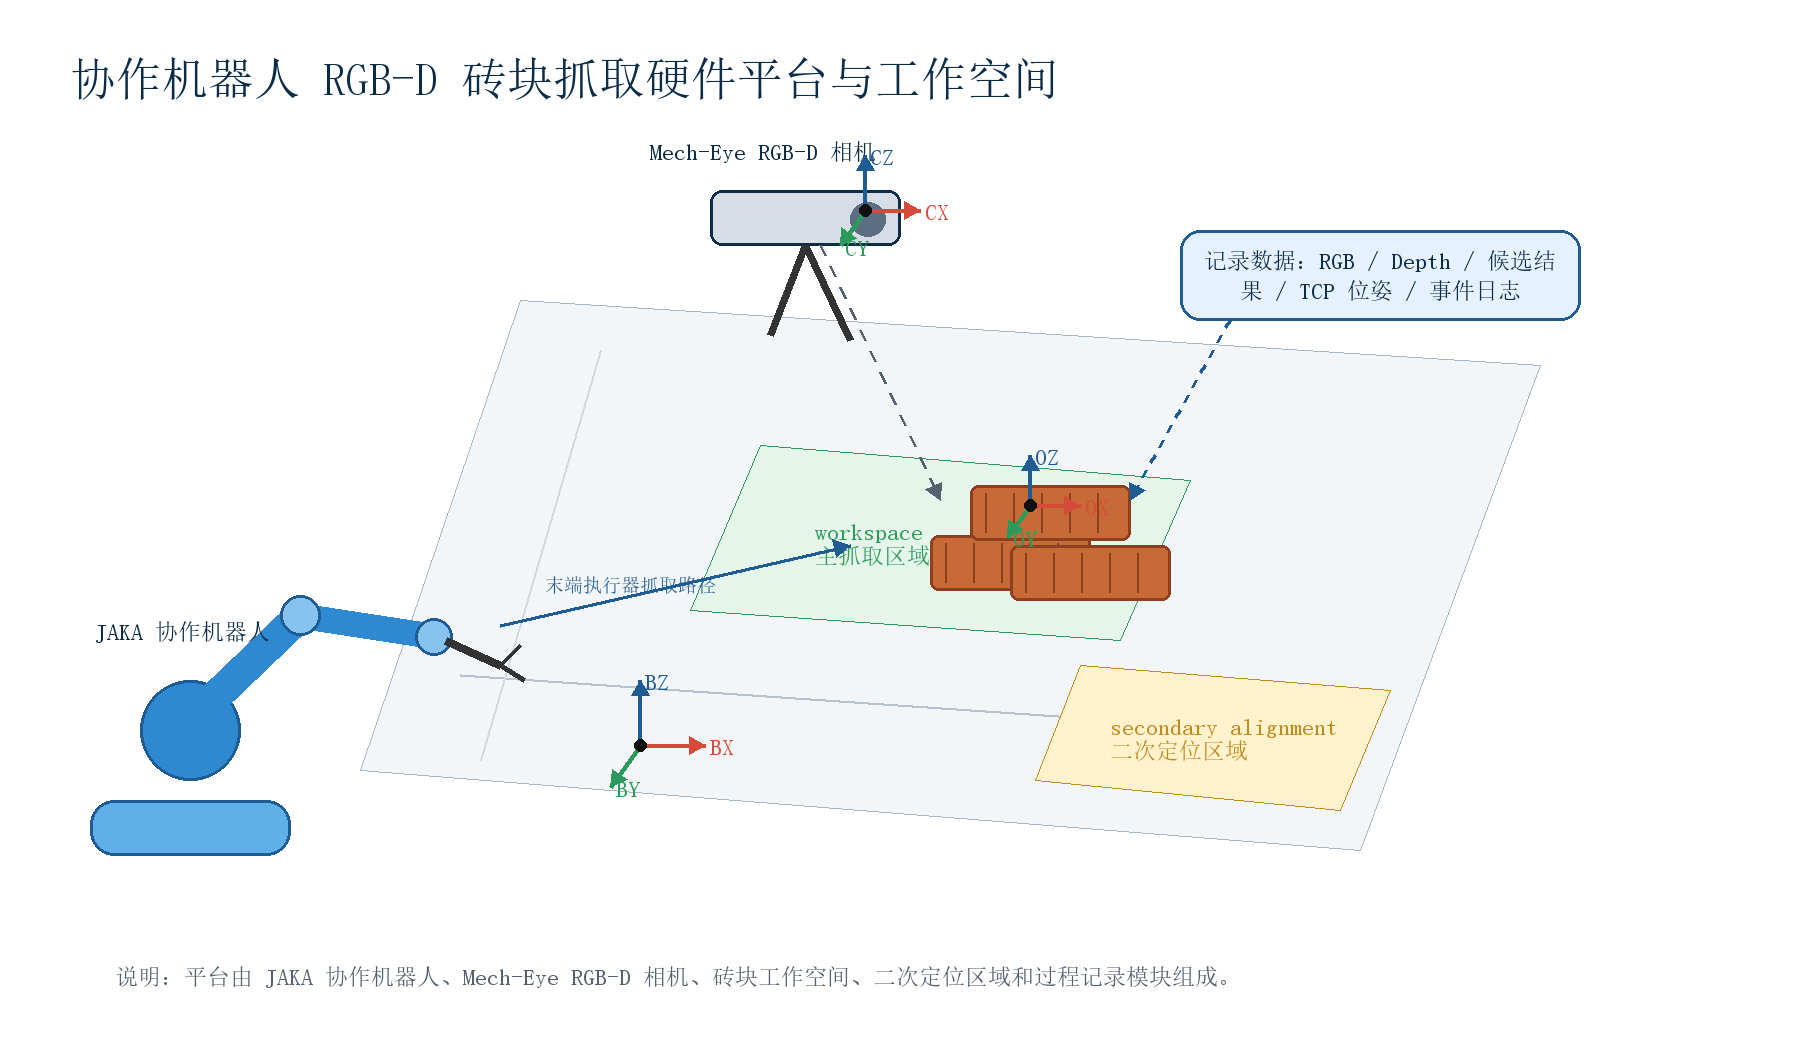 协作机器人 RGB-D 砖块抓取硬件平台与工作空间
Mech-Eye RGB-D 相机
CZ
CX
CY
记录数据: RGB / Depth / 候选结
果 / TCP 位姿 / 事件日志
OZ
OX
OY
workspace
主抓取区域
末端执行器抓取路径
JAKA 协作机器人
BZ
BX
BY
secondary alignment
二次定位区域
说明: 平台由 JAKA 协作机器人、Mech-Eye RGB-D 相机、砖块工作空间、二次定位区域和过程记录模块组成。